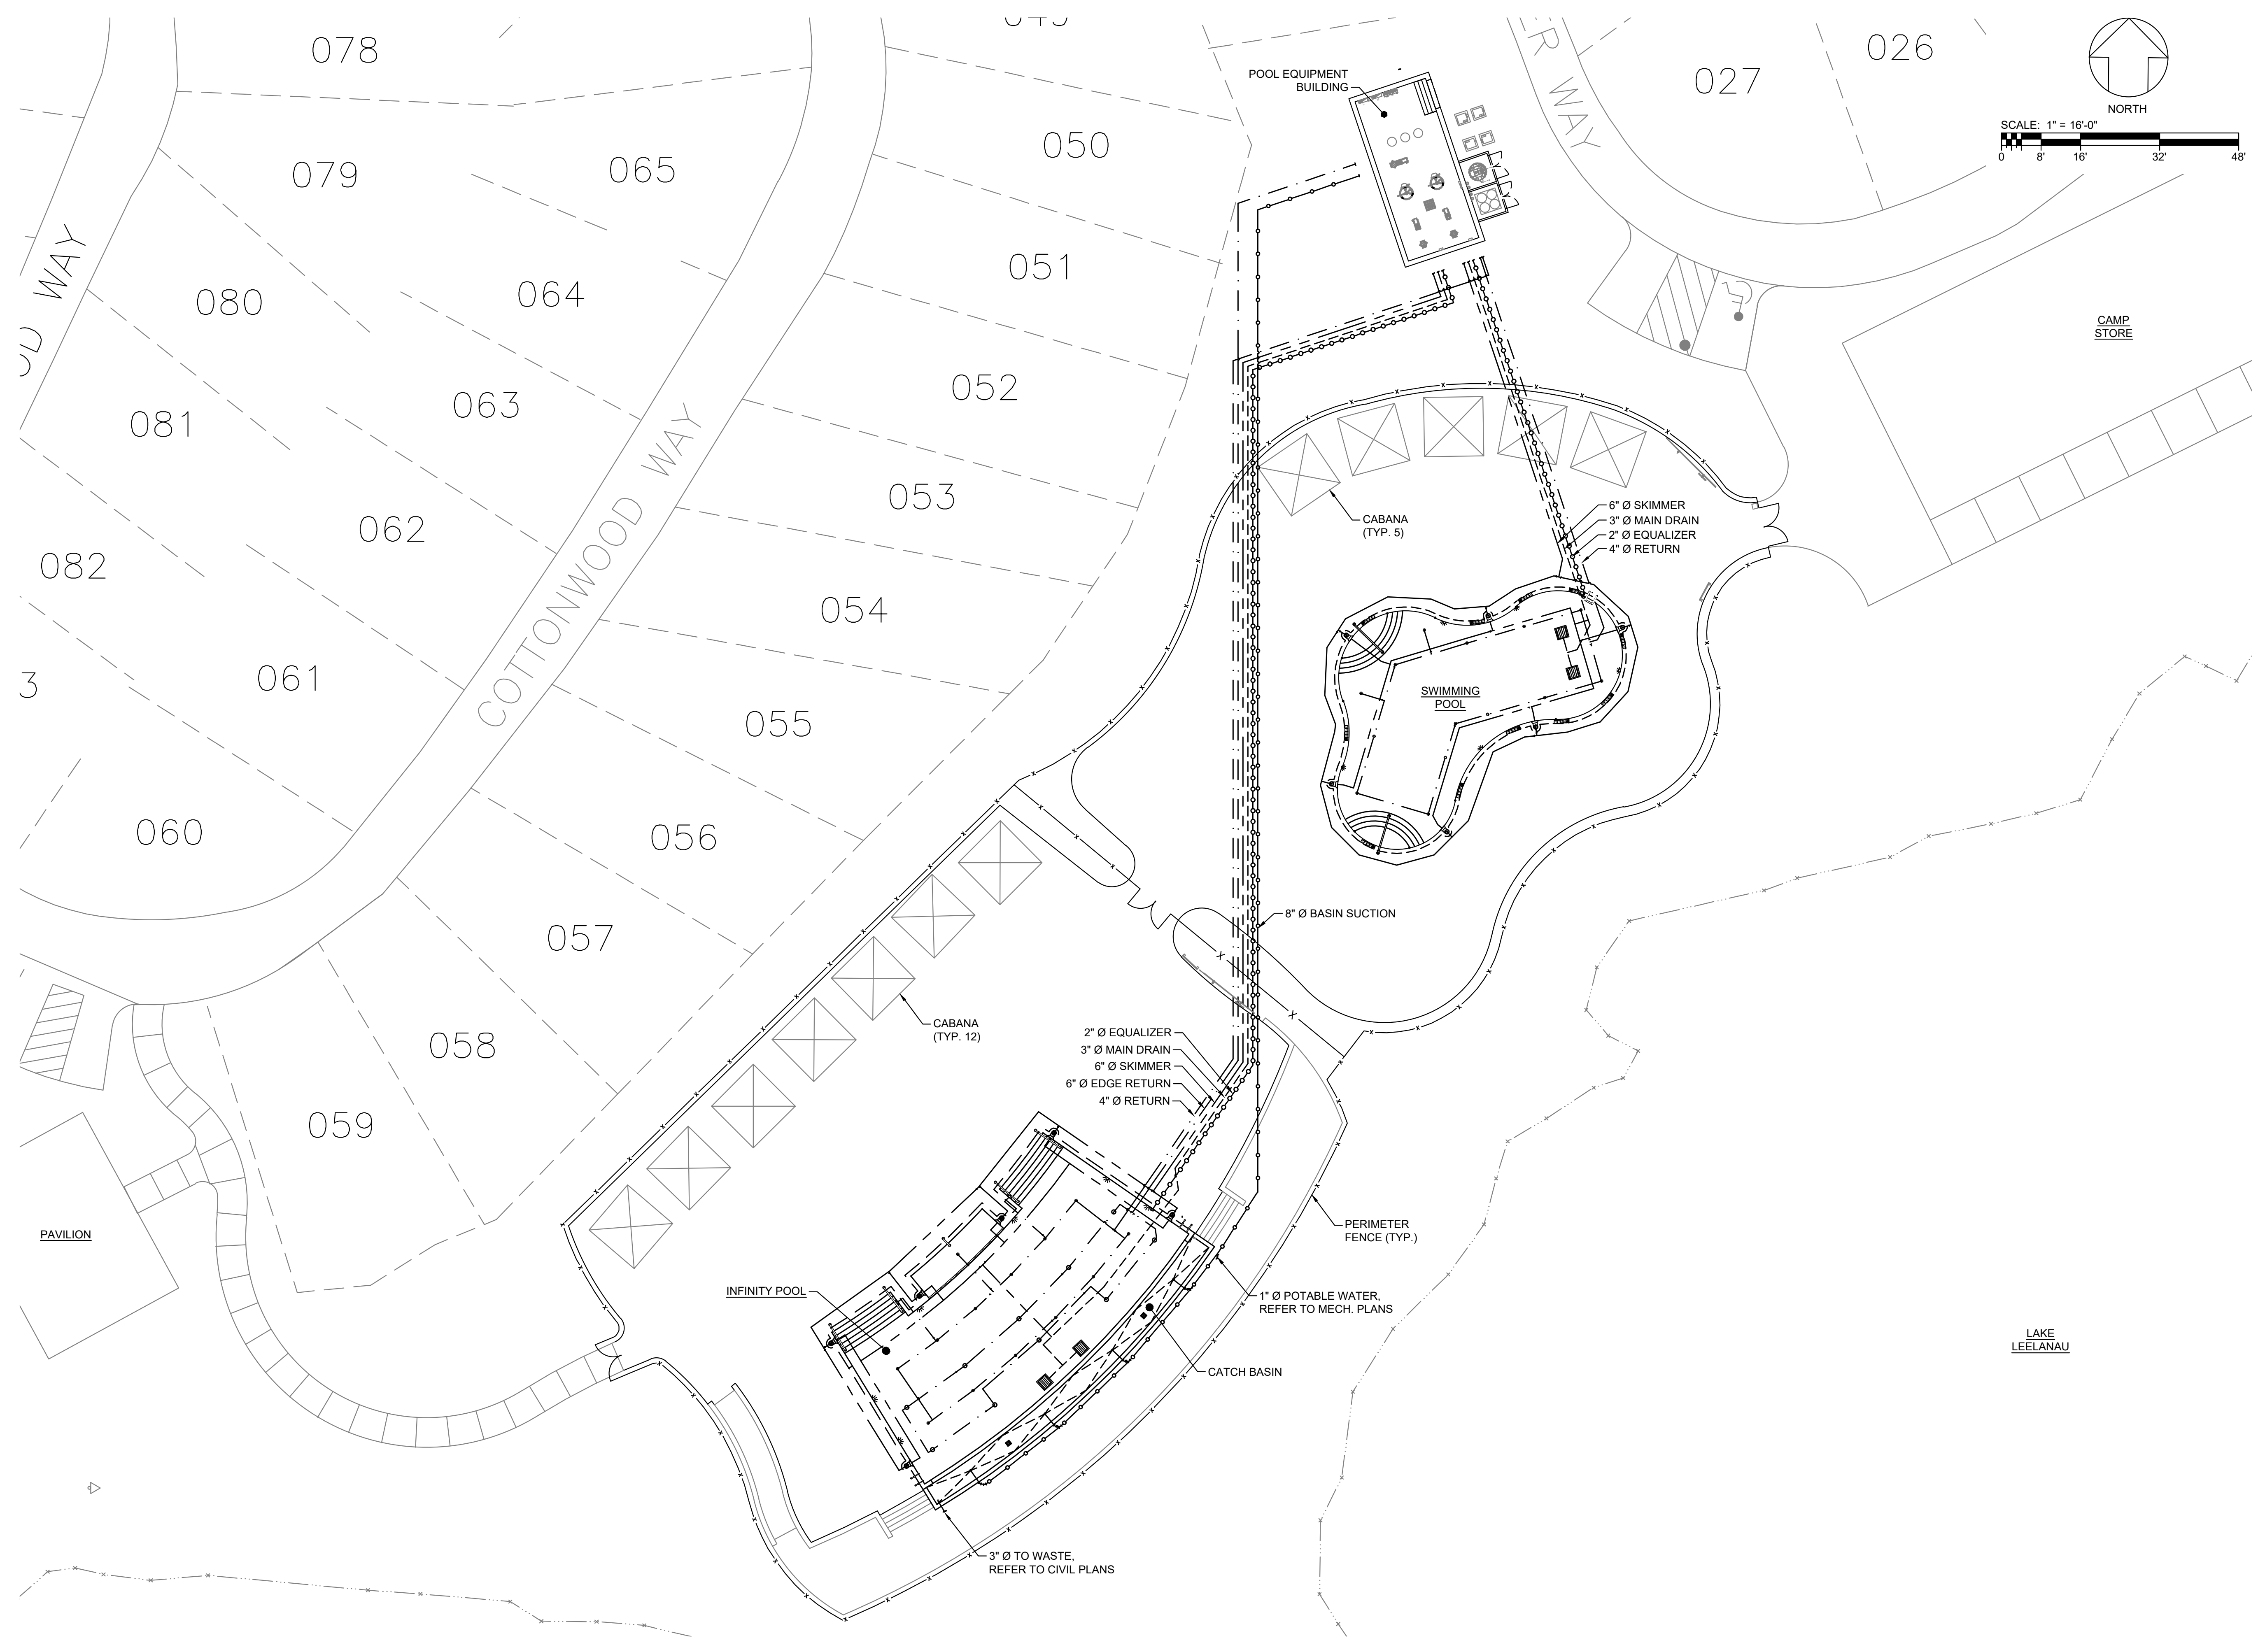 078
050
027
026
NORTH
SCALE: 1" = 16'-0"
0 8' 16' 32' 48'
POOL EQUIPMENT
BUILDING
WAY
079
065
051
WAY
080
064
CAMP
STORE
052
081
063
COTTONWOOD WAY
053
062
6" Ø SKIMMER
3" Ø MAIN DRAIN
2" Ø EQUALIZER
4" Ø RETURN
CABANA
(TYP. 5)
082
054
061
3
SWIMMING
POOL
055
060
056
8" Ø BASIN SUCTION
057
CABANA
(TYP. 12)
058
2" Ø EQUALIZER
3" Ø MAIN DRAIN
6" Ø SKIMMER
6" Ø EDGE RETURN
4" Ø RETURN
059
PAVILION
PERIMETER
FENCE (TYP.)
INFINITY POOL
1" Ø POTABLE WATER,
REFER TO MECH. PLANS
LAKE
LEELANAU
CATCH BASIN
3" Ø TO WASTE,
REFER TO CIVIL PLANS